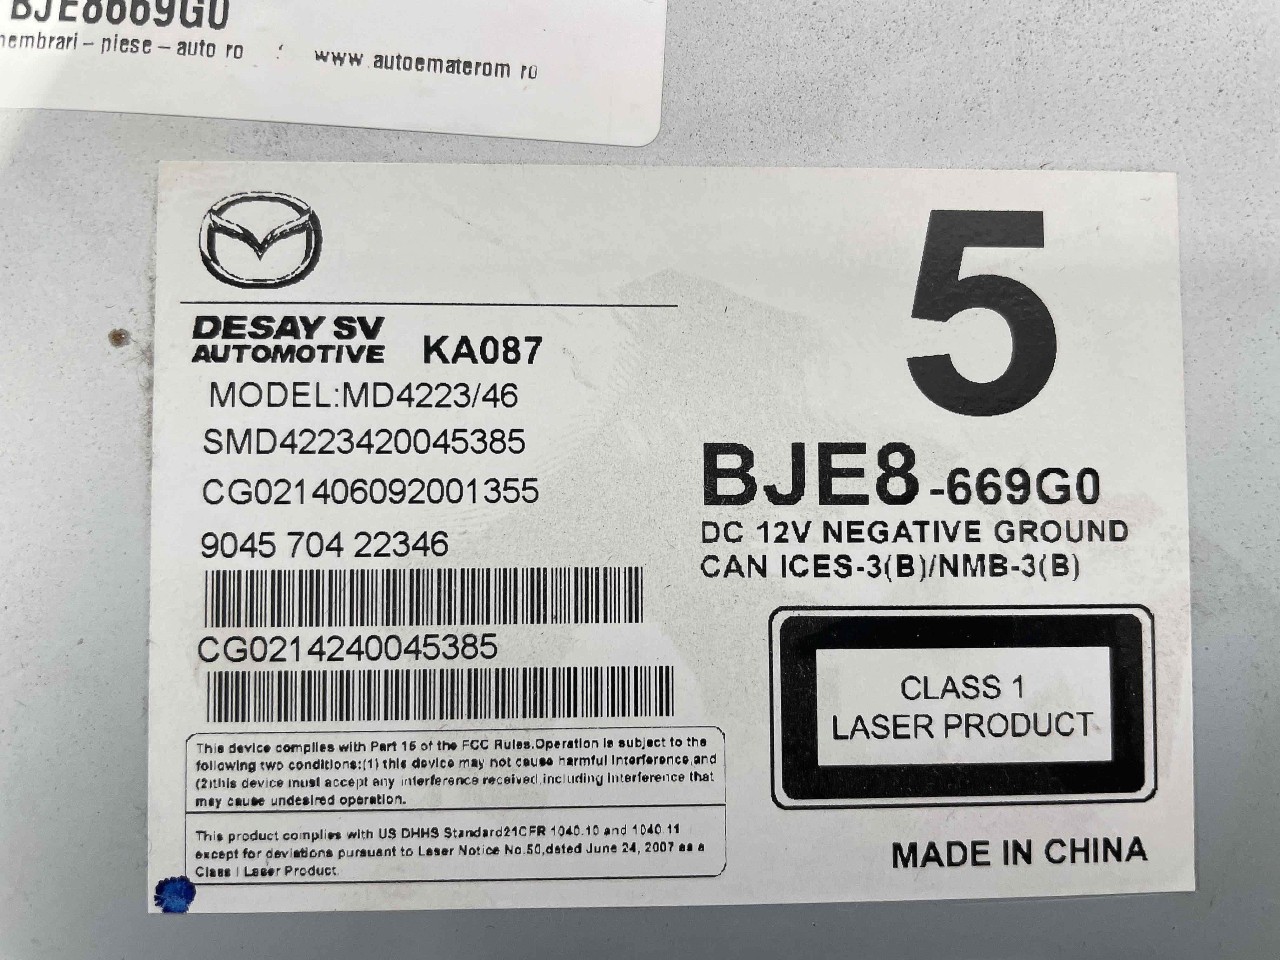 BJE8669G0
membrari - piese - auto ro www.autoematerom ro
5
DESAY SV
AUTOMOTIVE KA087
MODEL:MD4223/46
SMD4223420045385
CG021406092001355
9045 704 22346
CG0214240045385
BJE8-669G0
DC 12V NEGATIVE GROUND
CAN ICES-3(B)/NMB-3(B)
CLASS 1
LASER PRODUCT
This device complies with Part 15 of the FCC Rules.Operation is subject to the
following two conditions:(1) this device may not cause harmful interference,and
(2)this device must accept any interference received,including interference that
may cause undesired operation.
This product complies with US DHHS Standard21CFR 1040.10 and 1040.11
except for deviations pursuant to Laser Notice No.50,dated June 24, 2007 as a
Class I Laser Product.
MADE IN CHINA